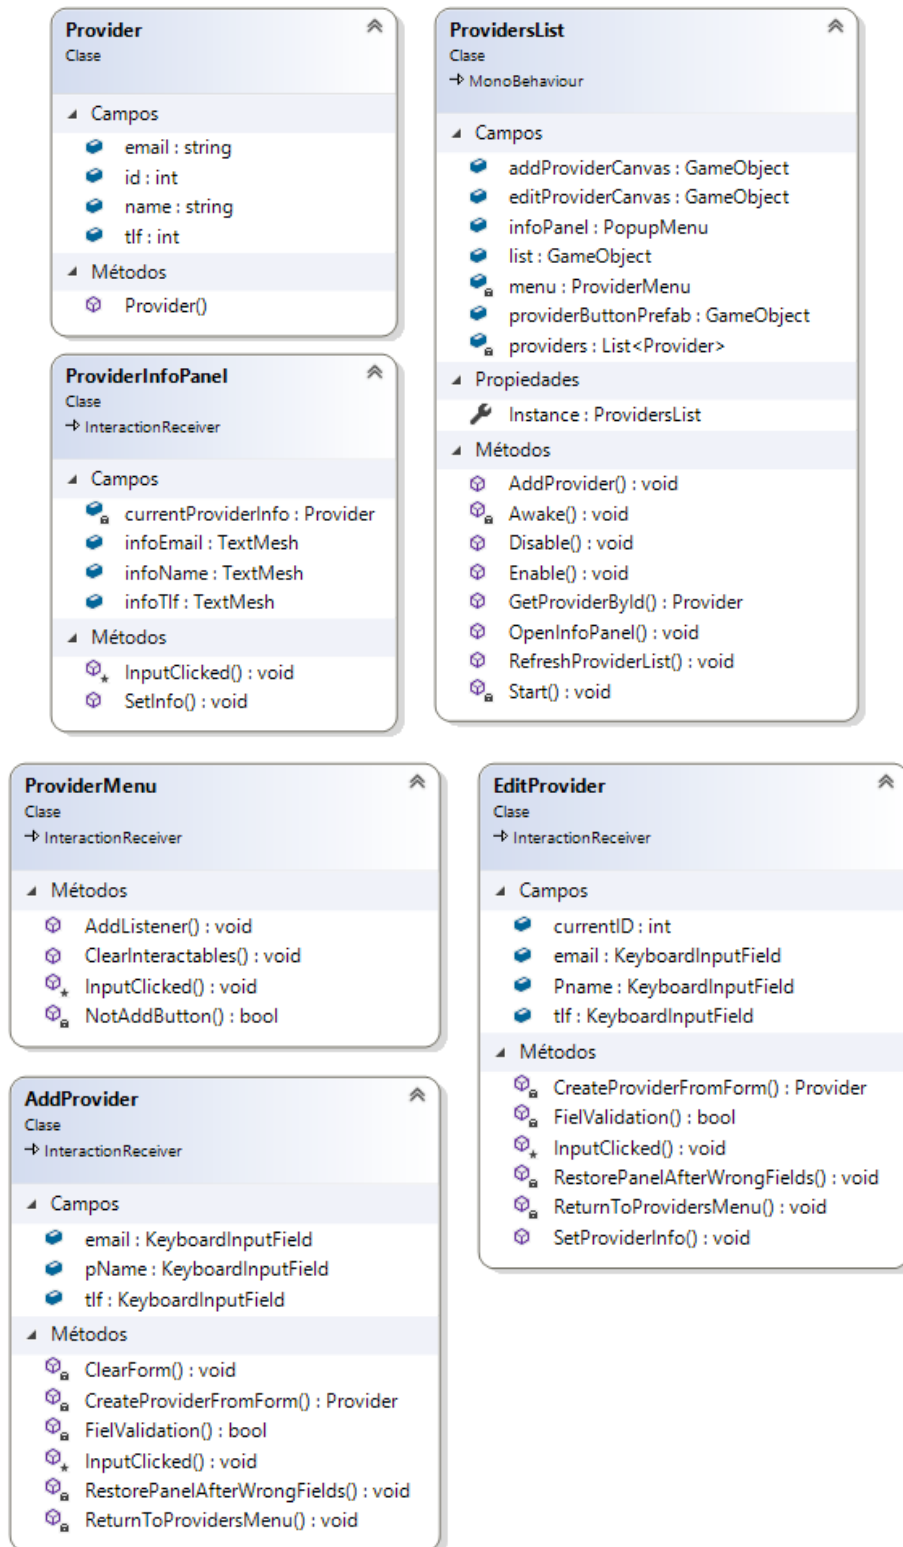 Provider
Clase
Campos
email : string
id : int
name : string
tlf : int
Métodos
Provider()
ProviderInfoPanel
Clase
InteractionReceiver
Campos
currentProviderInfo : Provider
infoEmail : TextMesh
infoName : TextMesh
infoTlf : TextMesh
Métodos
InputClicked() : void
SetInfo() : void
ProvidersList
Clase
MonoBehaviour
Campos
addProviderCanvas : GameObject
editProviderCanvas : GameObject
infoPanel : PopupMenu
list : GameObject
menu : ProviderMenu
providerButtonPrefab : GameObject
providers : List<Provider>
Propiedades
Instance : ProvidersList
Métodos
AddProvider() : void
Awake() : void
Disable() : void
Enable() : void
GetProviderById() : Provider
OpenInfoPanel() : void
RefreshProviderList() : void
Start() : void
ProviderMenu
Clase
InteractionReceiver
Métodos
AddListener() : void
ClearInteractables() : void
InputClicked() : void
NotAddButton() : bool
AddProvider
Clase
InteractionReceiver
Campos
email : KeyboardInputField
pName : KeyboardInputField
tlf : KeyboardInputField
Métodos
ClearForm() : void
CreateProviderFromForm() : Provider
FielValidation() : bool
InputClicked() : void
RestorePanelAfterWrongFields() : void
ReturnToProvidersMenu() : void
EditProvider
Clase
InteractionReceiver
Campos
currentID : int
email : KeyboardInputField
Pname : KeyboardInputField
tlf : KeyboardInputField
Métodos
CreateProviderFromForm() : Provider
FielValidation() : bool
InputClicked() : void
RestorePanelAfterWrongFields() : void
ReturnToProvidersMenu() : void
SetProviderInfo() : void